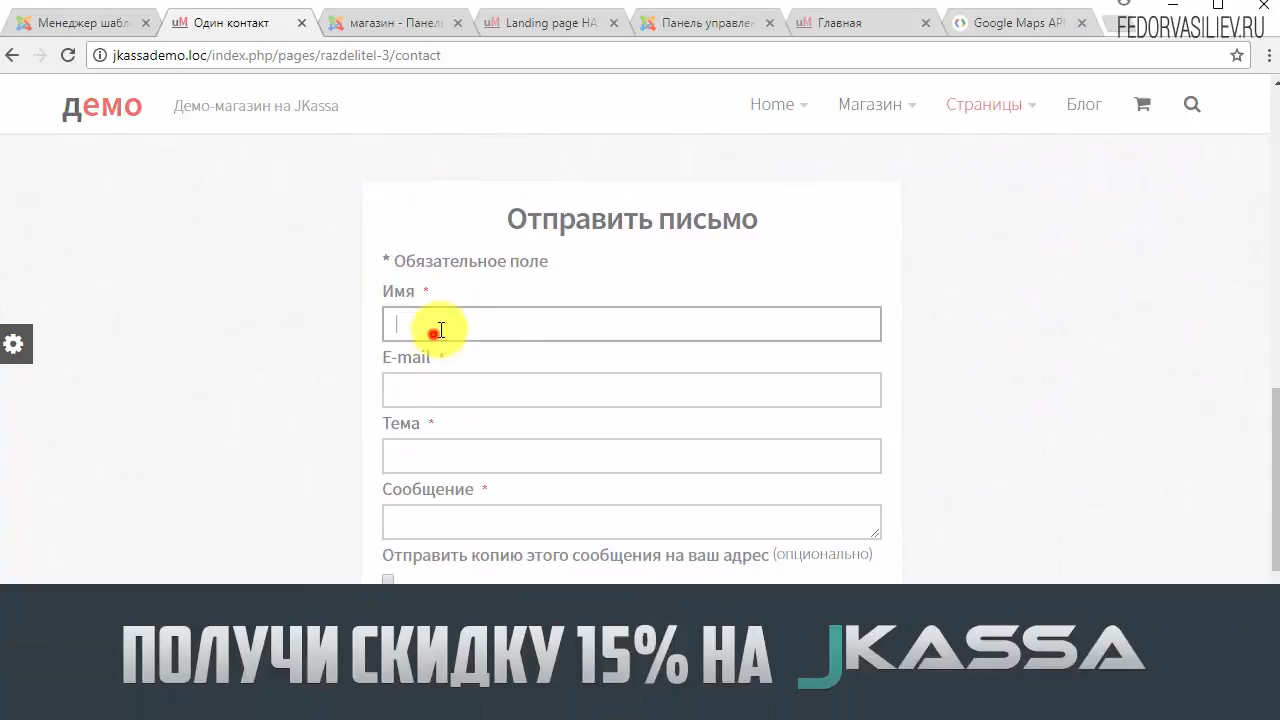 Менеджер шабл
Один контакт
магазин - Панель
Landing page HA
Панель управлен
Главная
Google Maps API
FEDORVASILIEV.RU
jkassademo.loc/index.php/pages/razdelitel-3/contact
демо
Демо-магазин на JKassa
Home
Магазин
Страницы
Блог
Отправить письмо
* Обязательное поле
Имя *
E-mail *
Тема *
Сообщение *
Отправить копию этого сообщения на ваш адрес (опционально)
ПОЛУЧИ СКИДКУ 15% НА JKASSA